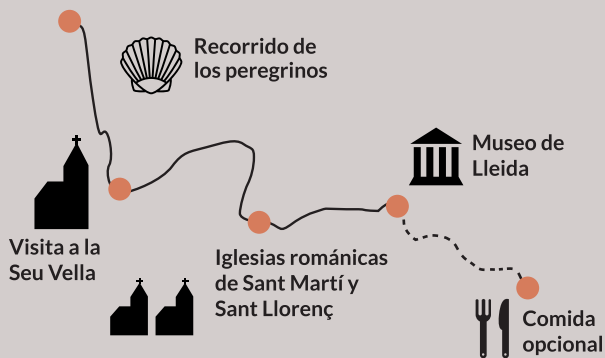 Recorrido de
los peregrinos
Visita a la
Seu Vella
Iglesias románicas
de Sant Martí y
Sant Llorenç
Museo de
Lleida
Comida
opcional